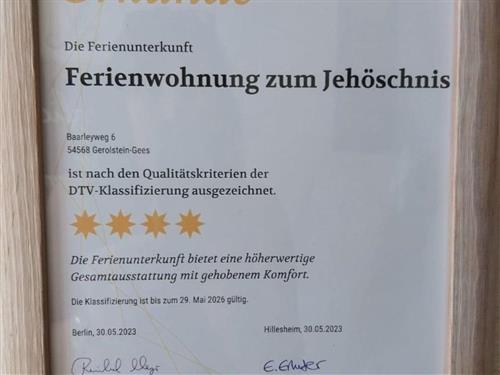 Urkunde
Die Ferienunterkunft
Ferienwohnung zum Jehöschnis
Baarleyweg 6
54568 Gerolstein-Gees
ist nach den Qualitätskriterien der
DTV-Klassifizierung ausgezeichnet.
Die Ferienunterkunft bietet eine höherwertige
Gesamtausstattung mit gehobenem Komfort.
Die Klassifizierung ist bis zum 29. Mai 2026 gültig.
Berlin, 30.05.2023
Hillesheim, 30.05.2023